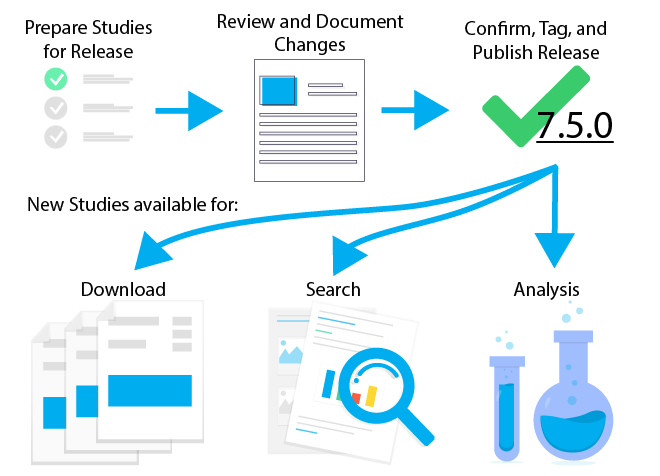 Prepare Studies
for Release
Review and Document
Changes
Confirm, Tag, and
Publish Release
7.5.0
New Studies available for:
Download
Search
Analysis